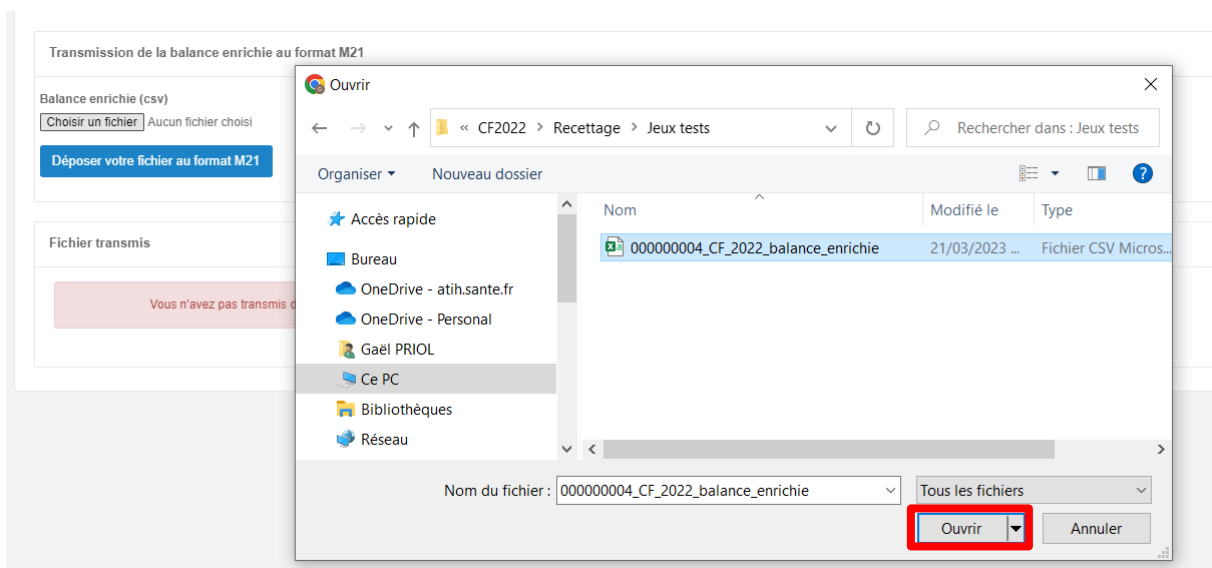 Transmission de la balance enrichie au format M21
Balance enrichie (csv)
Choisir un fichier Aucun fichier choisi
Déposer votre fichier au format M21
Fichier transmis
Vous n'avez pas transmis
Ouvrir
« CF2022 > Recettage > Jeux tests
Rechercher dans : Jeux tests
Organiser
Nouveau dossier
Accès rapide
Bureau
OneDrive - atih.sante.fr
OneDrive - Personal
Gaël PRIOL
Ce PC
Bibliothèques
Réseau
Nom Modifié le Type
000000004_CF_2022_balance_enrichie 21/03/2023 ... Fichier CSV Micros...
Nom du fichier : 000000004_CF_2022_balance_enrichie Tous les fichiers
Ouvrir Annuler